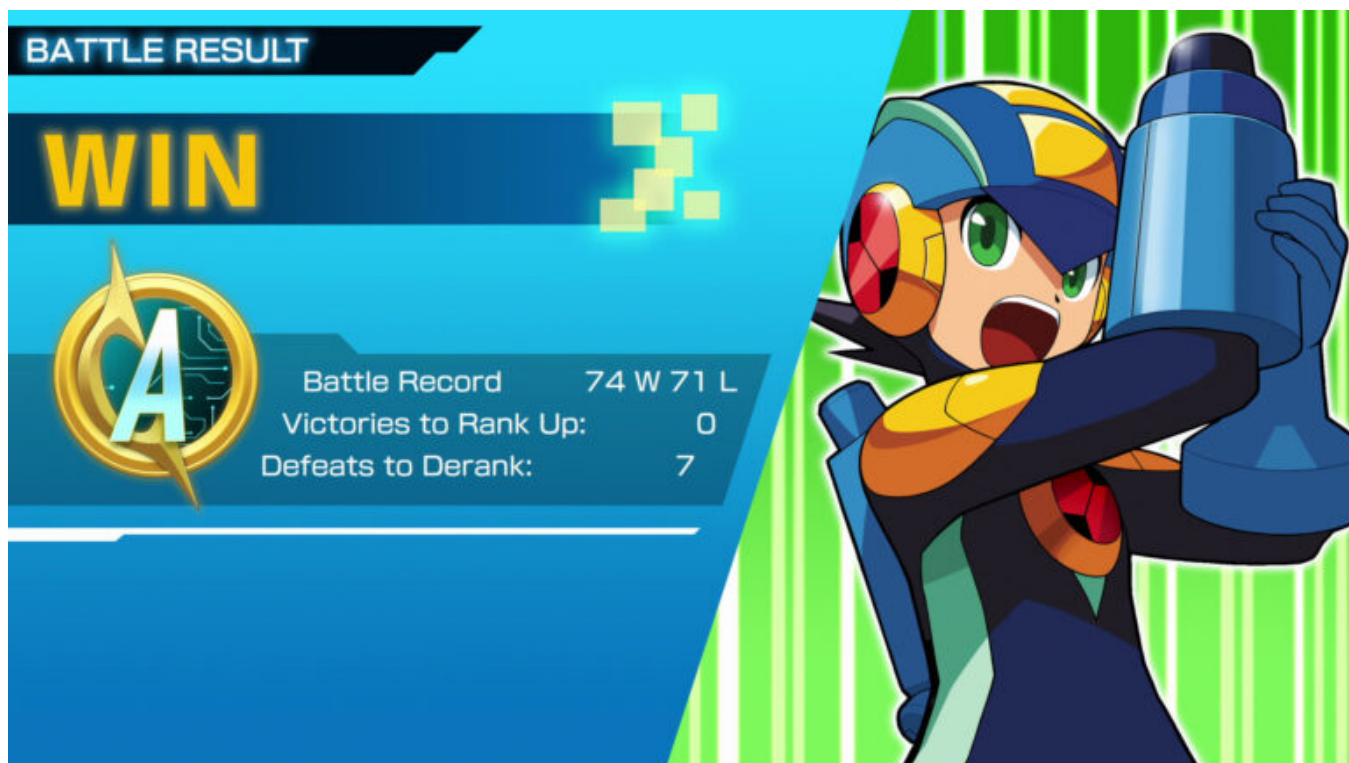 BATTLE RESULT
WIN
A
Battle Record 74 W 71 L
Victories to Rank Up: 0
Defeats to Derank: 7